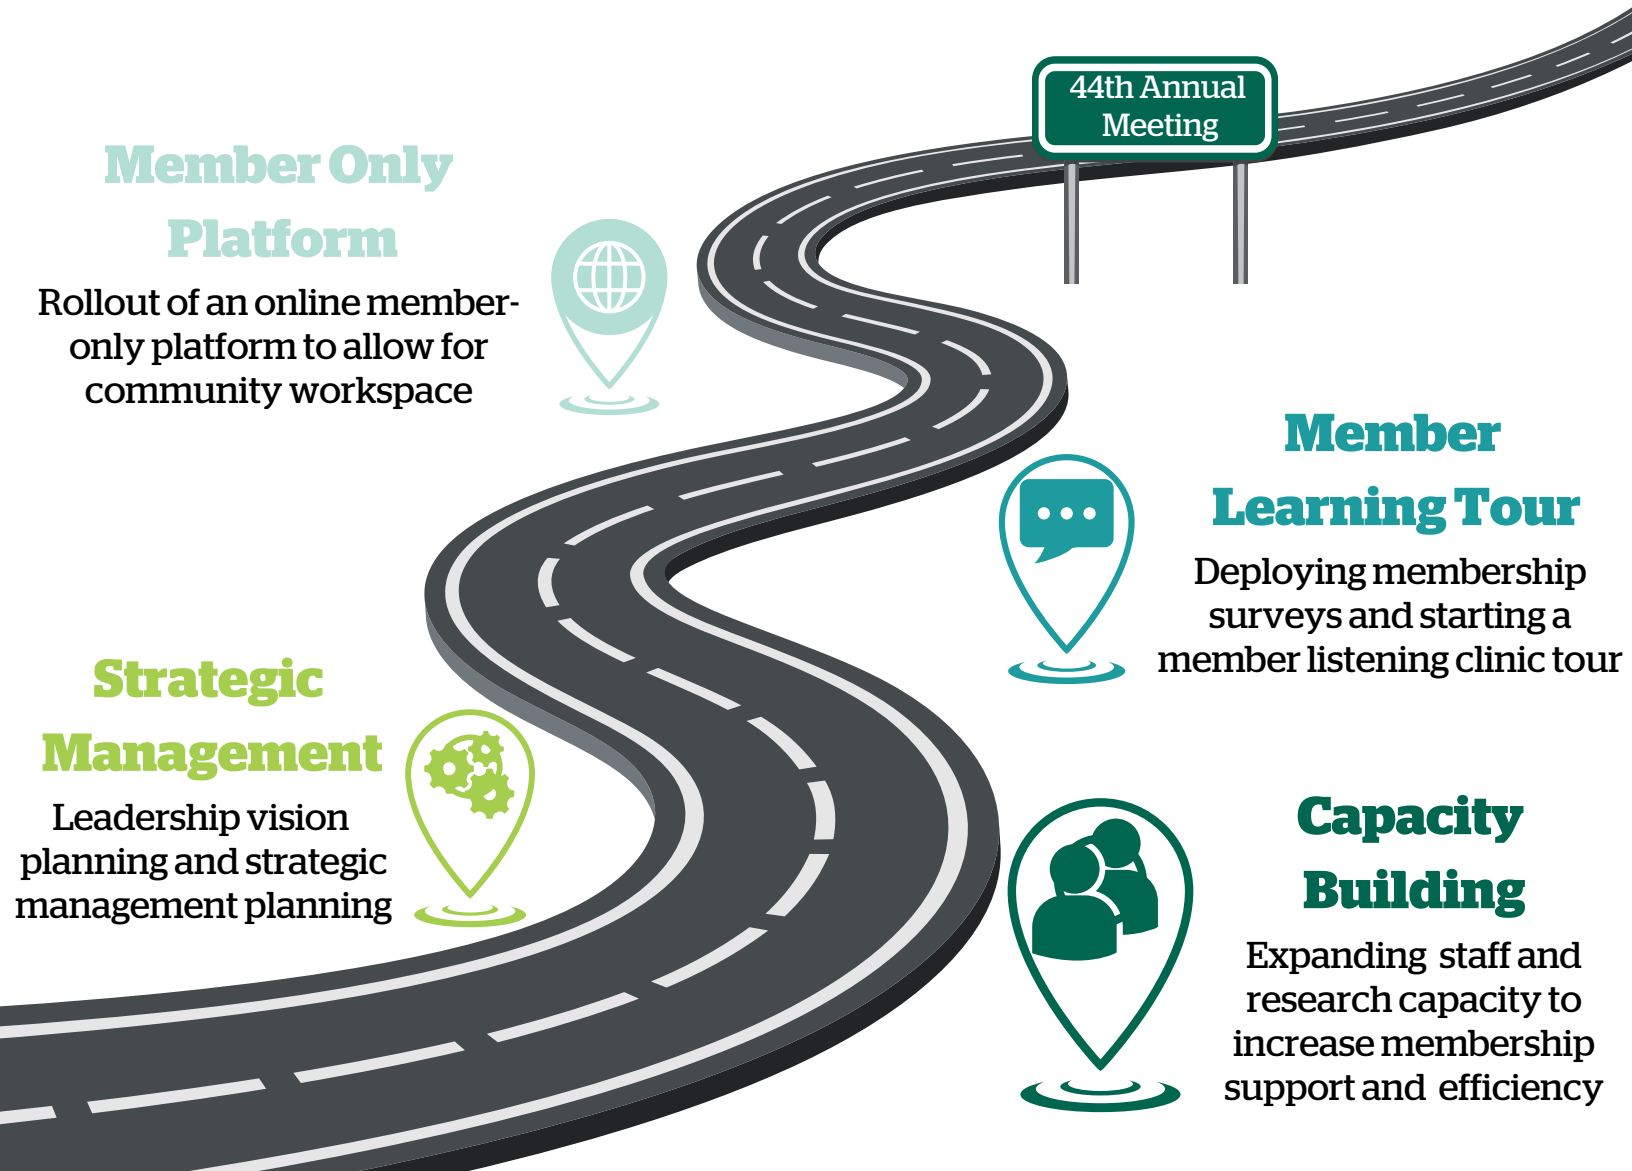 44th Annual
Meeting
Member Only
Platform
Rollout of an online member-
only platform to allow for
community workspace
Member
Learning Tour
Deploying membership
surveys and starting a
member listening clinic tour
Strategic
Management
Leadership vision
planning and strategic
management planning
Capacity
Building
Expanding staff and
research capacity to
increase membership
support and efficiency